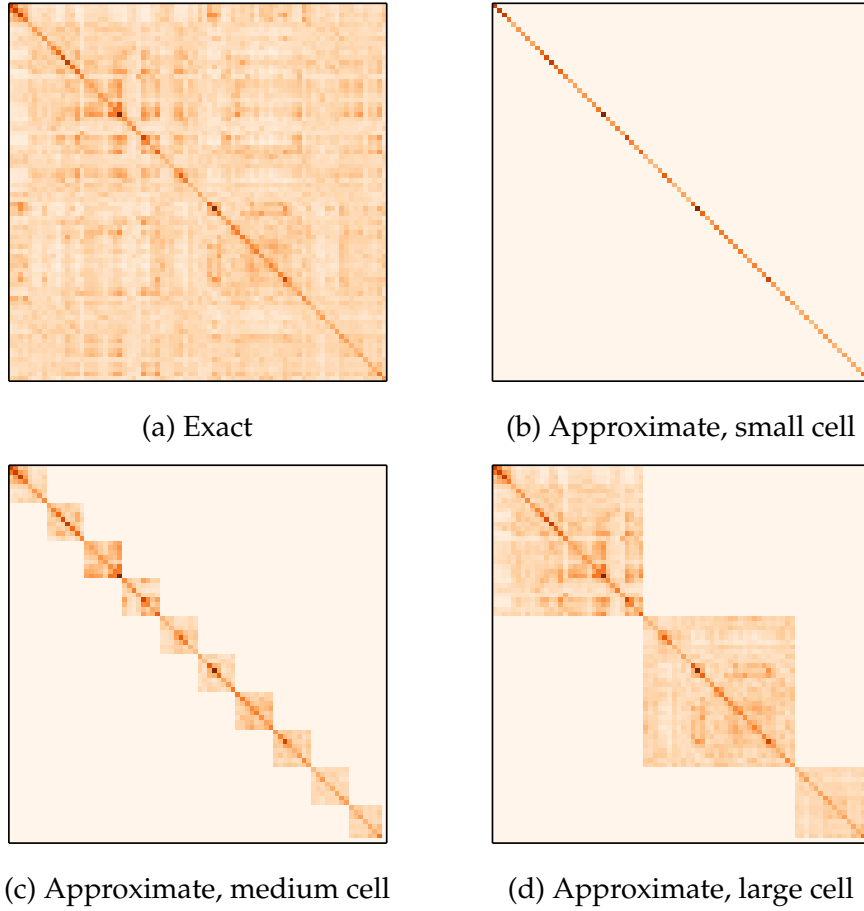 (a) Exact
(b) Approximate, small cell
(c) Approximate, medium cell
(d) Approximate, large cell